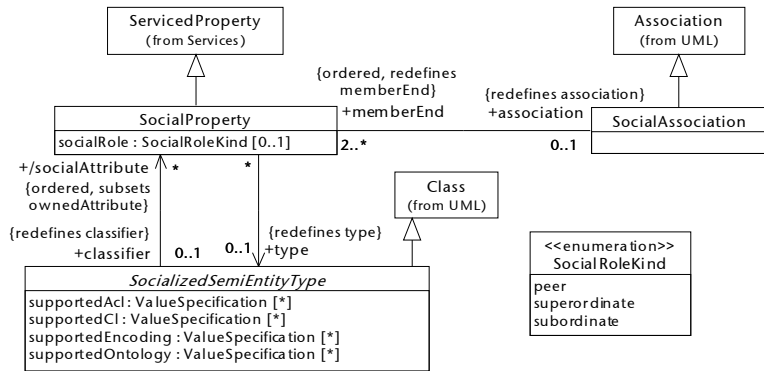 ServicedProperty
(from Services)
Association
(from UML)
{ordered, redefines
memberEnd}
+memberEnd
{redefines association}
+association
SocialProperty
socialRole : SocialRoleKind [0..1]
2..*
0..1
SocialAssociation
+/socialAttribute
*
*
{ordered, subsets
ownedAttribute}
Class
(from UML)
{redefines classifier}
+classifier
0..1
0..1
{redefines type}
+type
SocializedSemiEntityType
supportedAcl : ValueSpecification [*]
supportedCl : ValueSpecification [*]
supportedEncoding : ValueSpecification [*]
supportedOntology : ValueSpecification [*]
<<enumeration>>
SocialRoleKind
peer
superordinate
subordinate